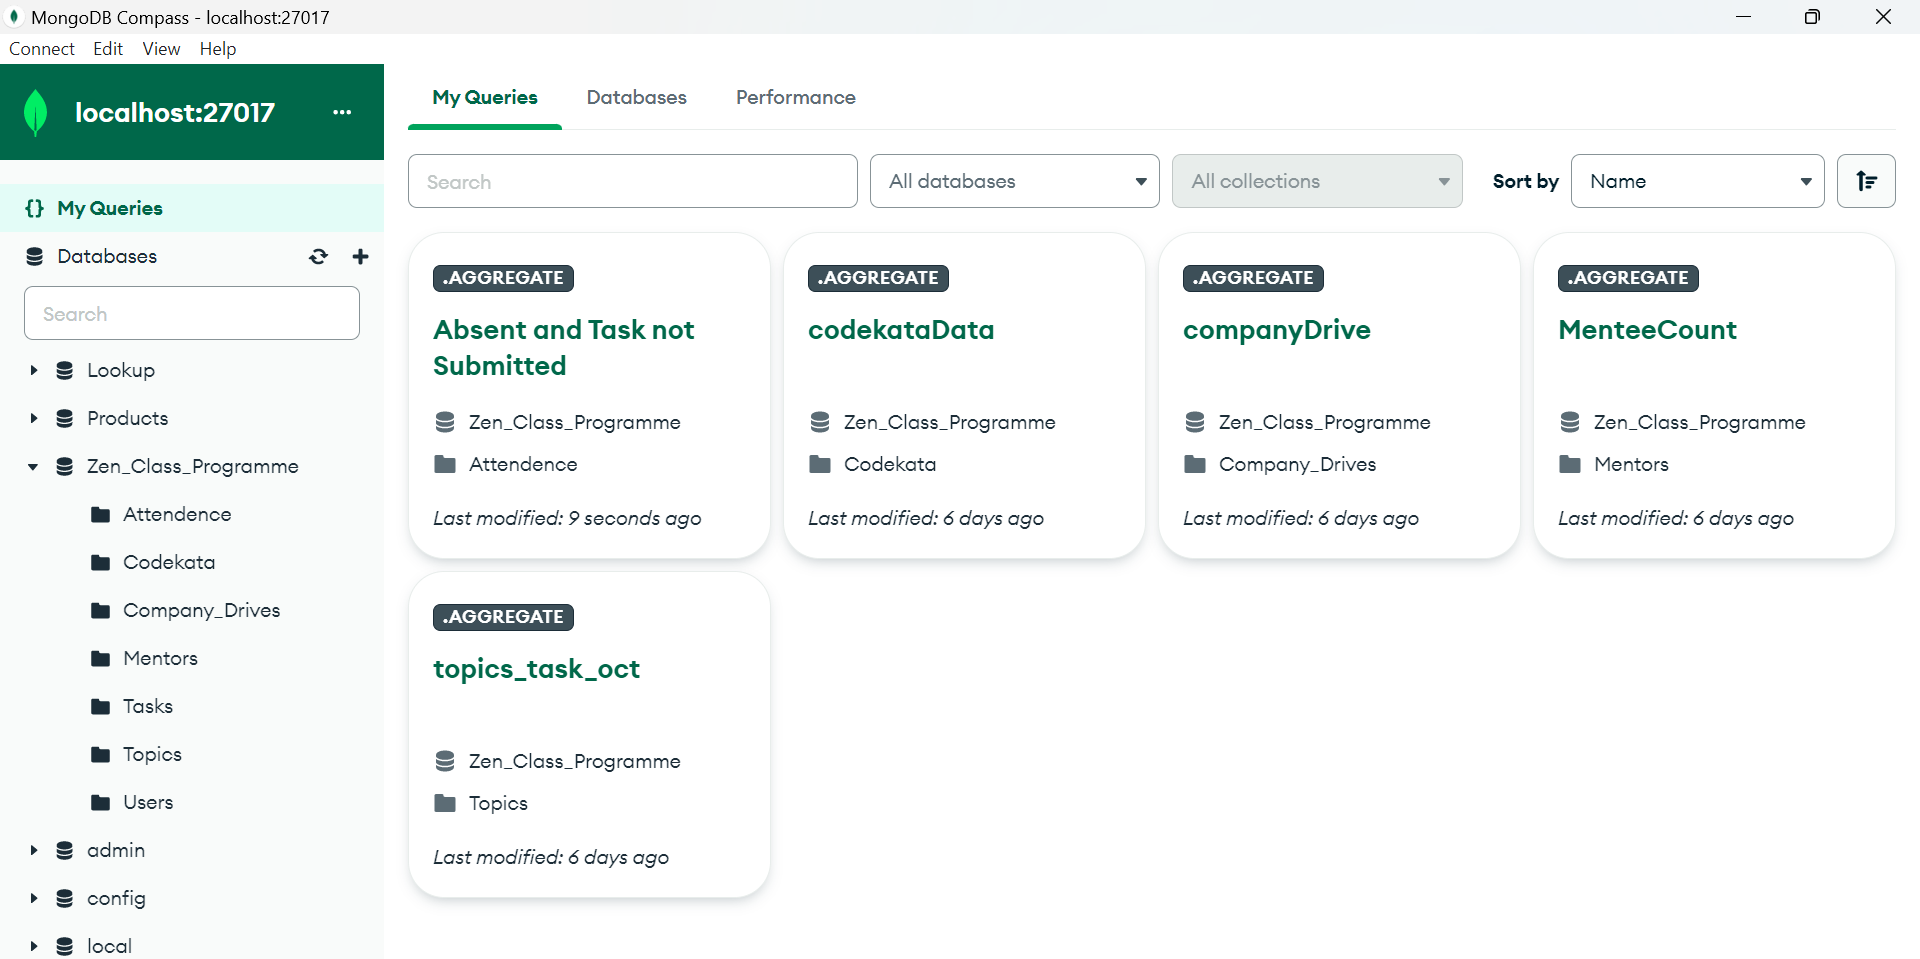 MongoDB Compass - localhost:27017
Connect Edit View Help
localhost:27017
...
My Queries
Databases
Search
Lookup
Products
Zen_Class_Programme
Attendence
Codekata
Company_Drives
Mentors
Tasks
Topics
Users
admin
config
local
My Queries Databases Performance
Search All databases All collections Sort by Name
.AGGREGATE
Absent and Task not
Submitted
Zen_Class_Programme
Attendence
Last modified: 9 seconds ago
.AGGREGATE
codekataData
Zen_Class_Programme
Codekata
Last modified: 6 days ago
.AGGREGATE
companyDrive
Zen_Class_Programme
Company_Drives
Last modified: 6 days ago
.AGGREGATE
MenteeCount
Zen_Class_Programme
Mentors
Last modified: 6 days ago
.AGGREGATE
topics_task_oct
Zen_Class_Programme
Topics
Last modified: 6 days ago